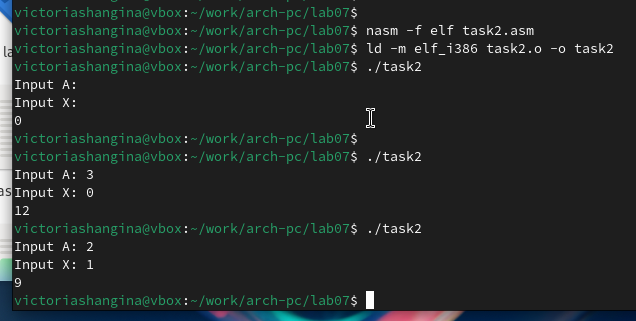 victoriashangina@vbox:~/work/arch-pc/lab07$
victoriashangina@vbox:~/work/arch-pc/lab07$ nasm -f elf task2.asm
victoriashangina@vbox:~/work/arch-pc/lab07$ ld -m elf_i386 task2.o -o task2
victoriashangina@vbox:~/work/arch-pc/lab07$ ./task2
Input A:
Input X:
0
victoriashangina@vbox:~/work/arch-pc/lab07$
victoriashangina@vbox:~/work/arch-pc/lab07$ ./task2
Input A: 3
Input X: 0
12
victoriashangina@vbox:~/work/arch-pc/lab07$ ./task2
Input A: 2
Input X: 1
9
victoriashangina@vbox:~/work/arch-pc/lab07$